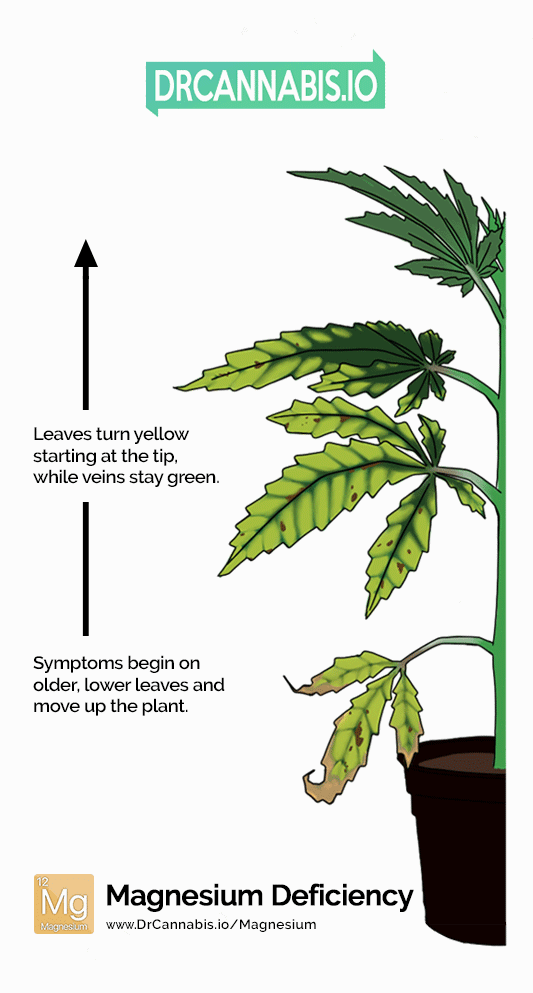 DRCANNABIS.IO
Leaves turn yellow
starting at the tip,
while veins stay green.
Symptoms begin on
older, lower leaves and
move up the plant.
12
Mg
Magnesium
Magnesium Deficiency
www.DrCannabis.io/Magnesium